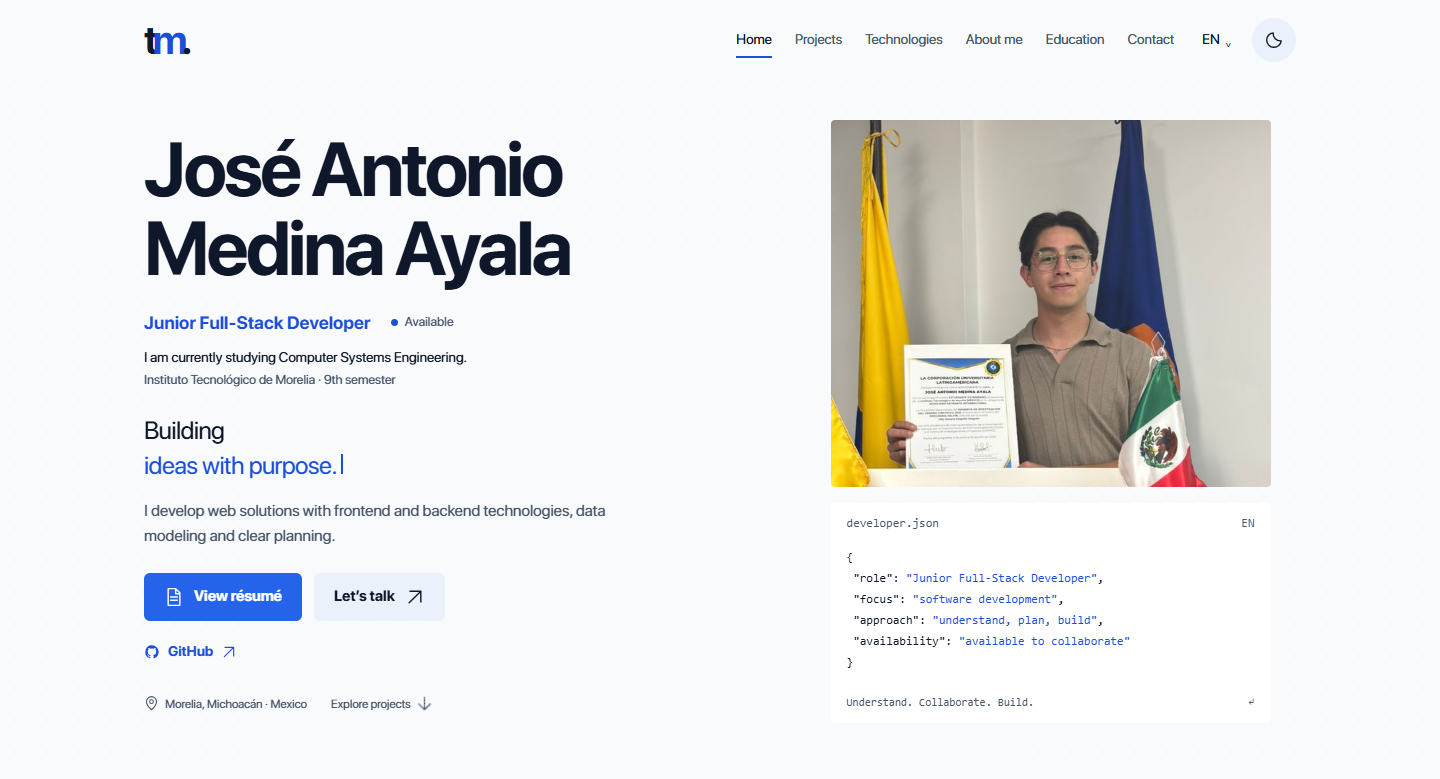 tm.
Home Projects Technologies About me Education Contact EN
José Antonio
Medina Ayala
Junior Full-Stack Developer Available
I am currently studying Computer Systems Engineering.
Instituto Tecnológico de Morelia · 9th semester
Building
ideas with purpose.
I develop web solutions with frontend and backend technologies, data
modeling and clear planning.
View résumé Let's talk
GitHub
Morelia, Michoacán · Mexico Explore projects
LA CORPORACIÓN UNIVERSITARIA
LATINOAMERICANA
JOSÉ ANTONIO MEDINA AYALA
developer.json EN
{
"role": "Junior Full-Stack Developer",
"focus": "software development",
"approach": "understand, plan, build",
"availability": "available to collaborate"
}
Understand. Collaborate. Build.